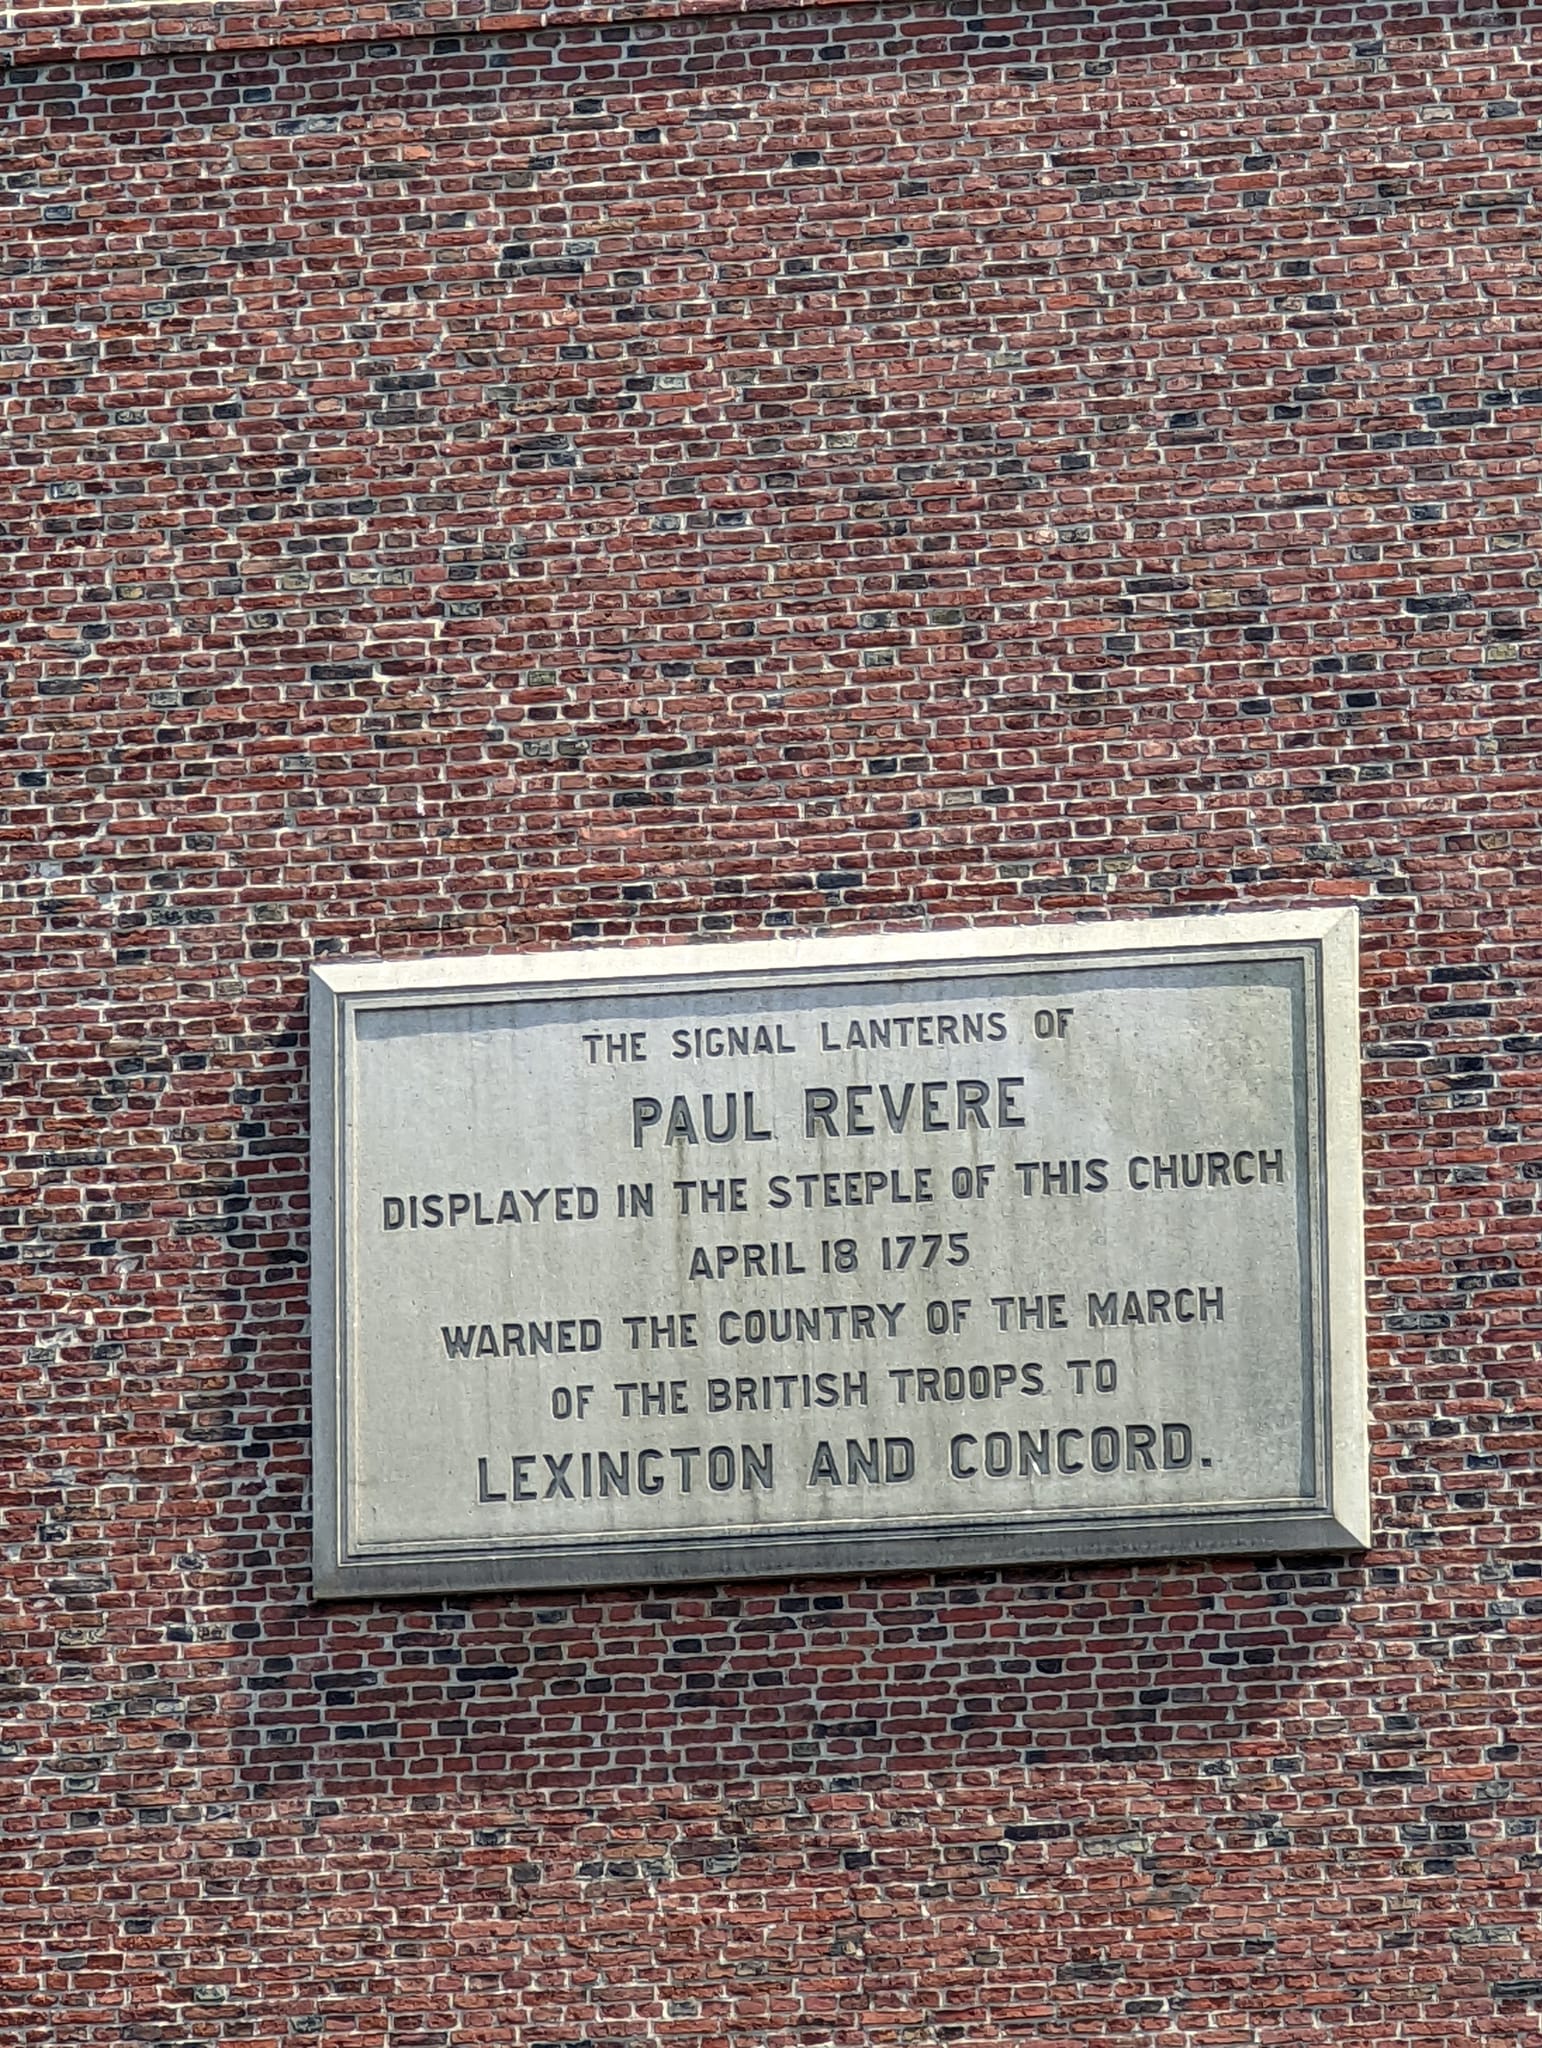 THE SIGNAL LANTERNS OF
PAUL REVERE
DISPLAYED IN THE STEEPLE OF THIS CHURCH
APRIL 18 1775
WARNED THE COUNTRY OF THE MARCH
OF THE BRITISH TROOPS TO
LEXINGTON AND CONCORD.